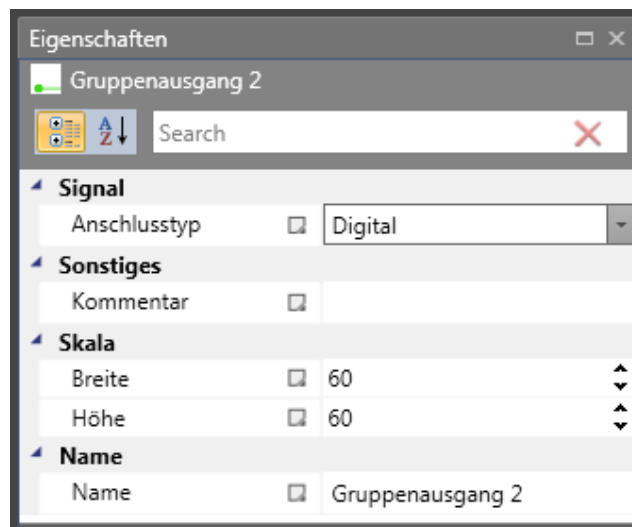 Eigenschaften
Gruppenausgang 2
A Z Search
Signal
Anschlusstyp Digital
Sonstiges
Kommentar
Skala
Breite 60
Höhe 60
Name
Name Gruppenausgang 2